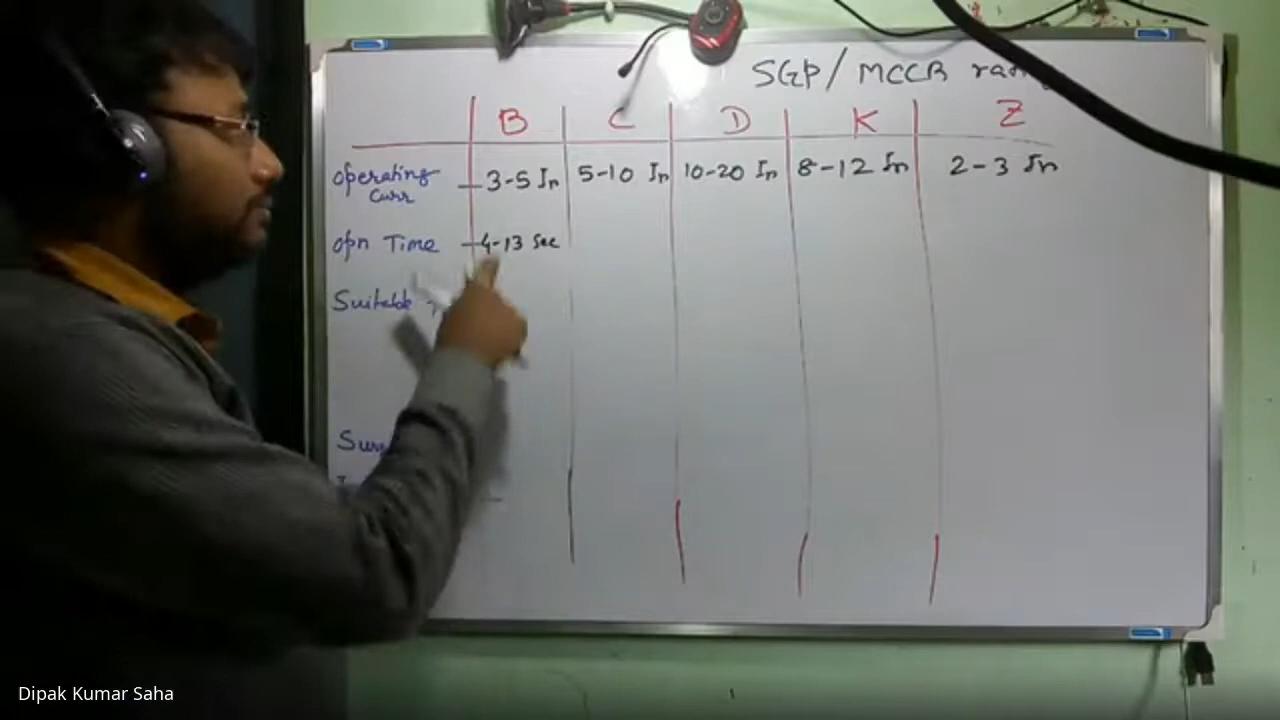 SGP/ MCCB
B C D K Z
Operating Curr 3-5 In 5-10 In 10-20 In 8-12 In 2-3 In
Opn Time 4-13 Sec
Suitable
Dipak Kumar Saha